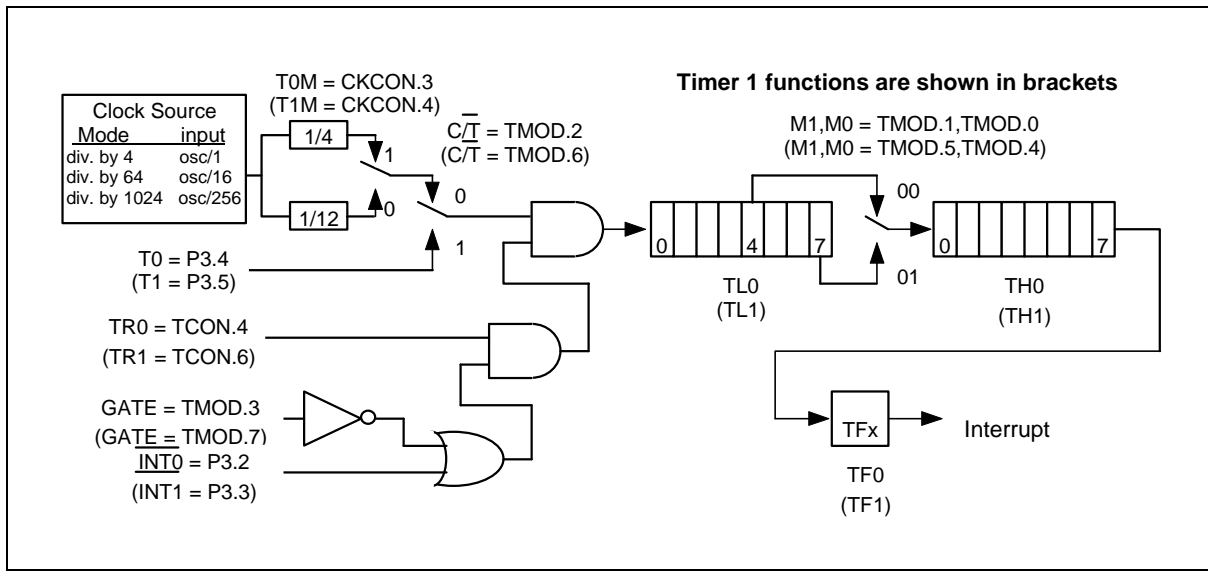 Timer 1 functions are shown in brackets
T0M = CKCON.3
(T1M = CKCON.4)
Clock Source
Mode input
div. by 4 osc/1
div. by 64 osc/16
div. by 1024 osc/256
1/4
1/12
1
0
C/T = TMOD.2
(C/T = TMOD.6)
0
1
M1,M0 = TMOD.1,TMOD.0
(M1,M0 = TMOD.5,TMOD.4)
T0 = P3.4
(T1 = P3.5)
0 4 7
TL0
(TL1)
00
01
0 7
TH0
(TH1)
TR0 = TCON.4
(TR1 = TCON.6)
GATE = TMOD.3
(GATE = TMOD.7)
INT0 = P3.2
(INT1 = P3.3)
TFx
Interrupt
TF0
(TF1)